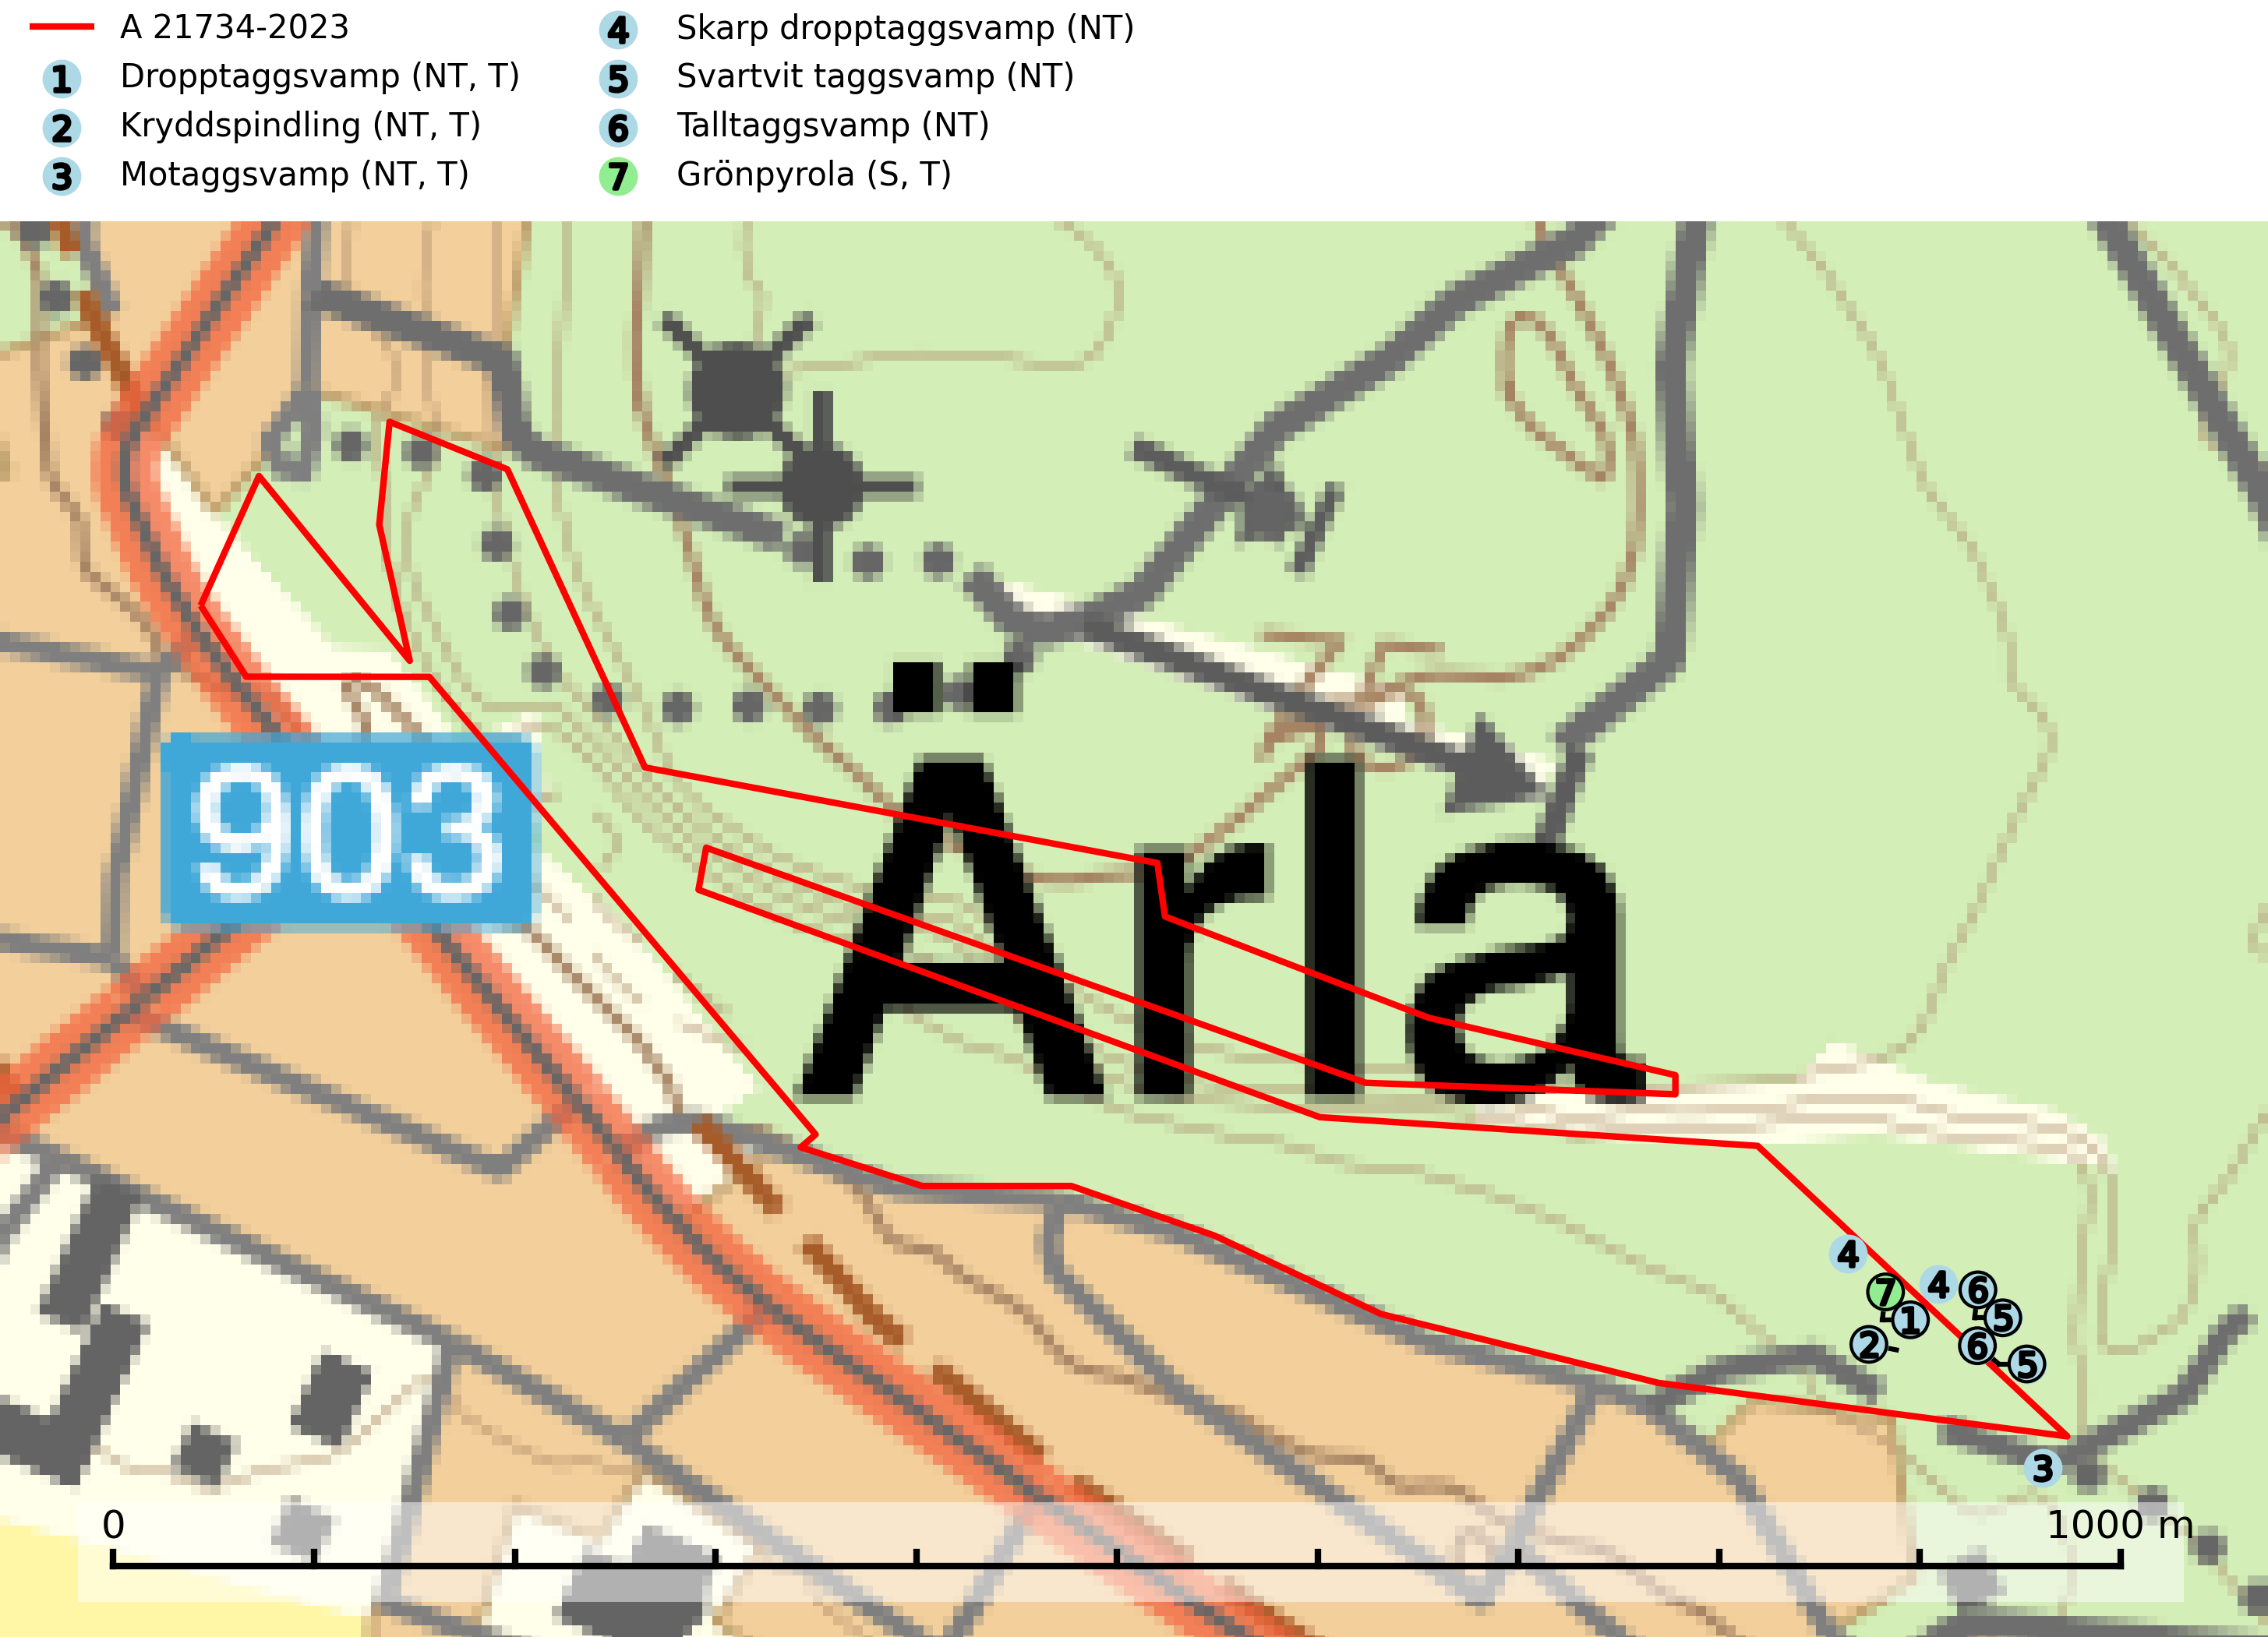 A 21734-2023
1 Dropptaggsvamp (NT, T)
2 Kryddspindling (NT, T)
3 Motaggsvamp (NT, T)
4 Skarp dropptaggsvamp (NT)
5 Svartvit taggsvamp (NT)
6 Talltaggsvamp (NT)
7 Grönpyrola (S, T)
75
903
Ärla
4
7 4 6
1 5
2 6
5
3
0 1000 m